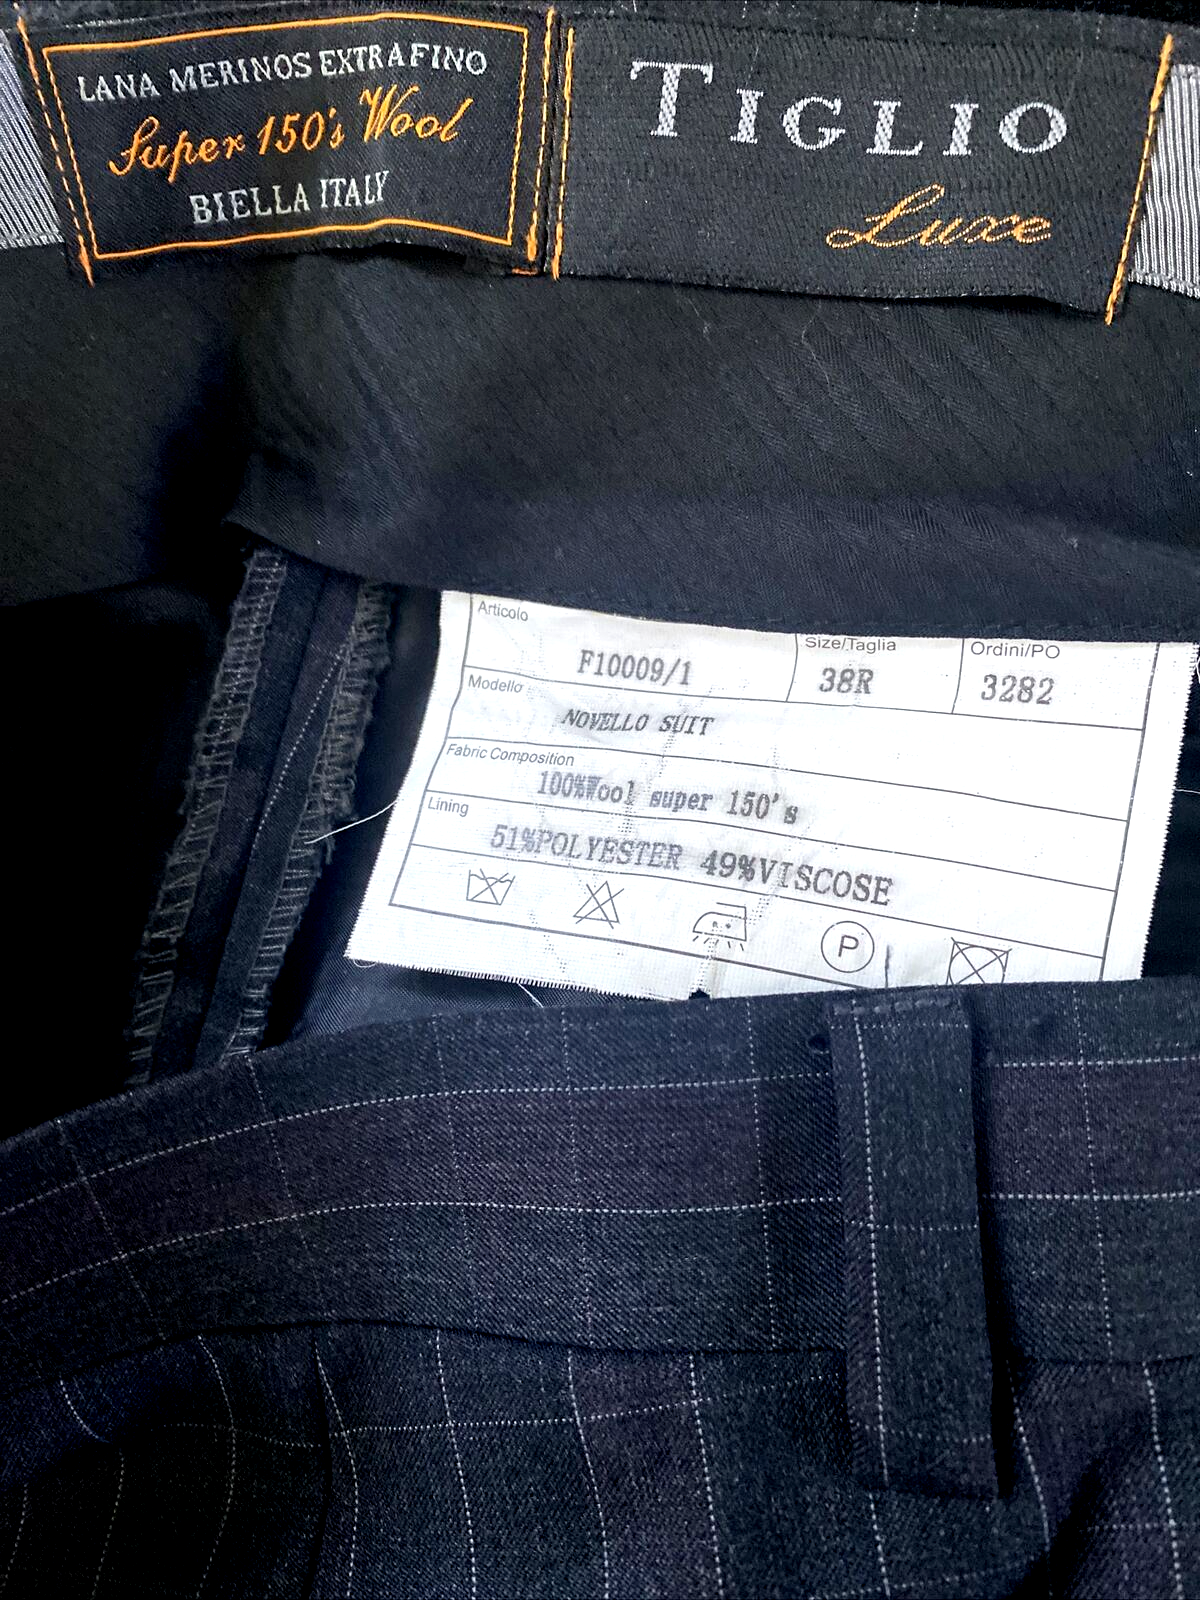 LANA MERINOS EXTRAFINO
Super 150's Wool
BIELLA ITALY
TIGLIO
Luxe
Articolo
F10009/1
Size/Taglia
38R
Ordini/PO
3282
Modello
NOVELLO SUIT
Fabric Composition
100%Wool super 150's
Lining
51%POLYESTER 49%VISCOSE
P